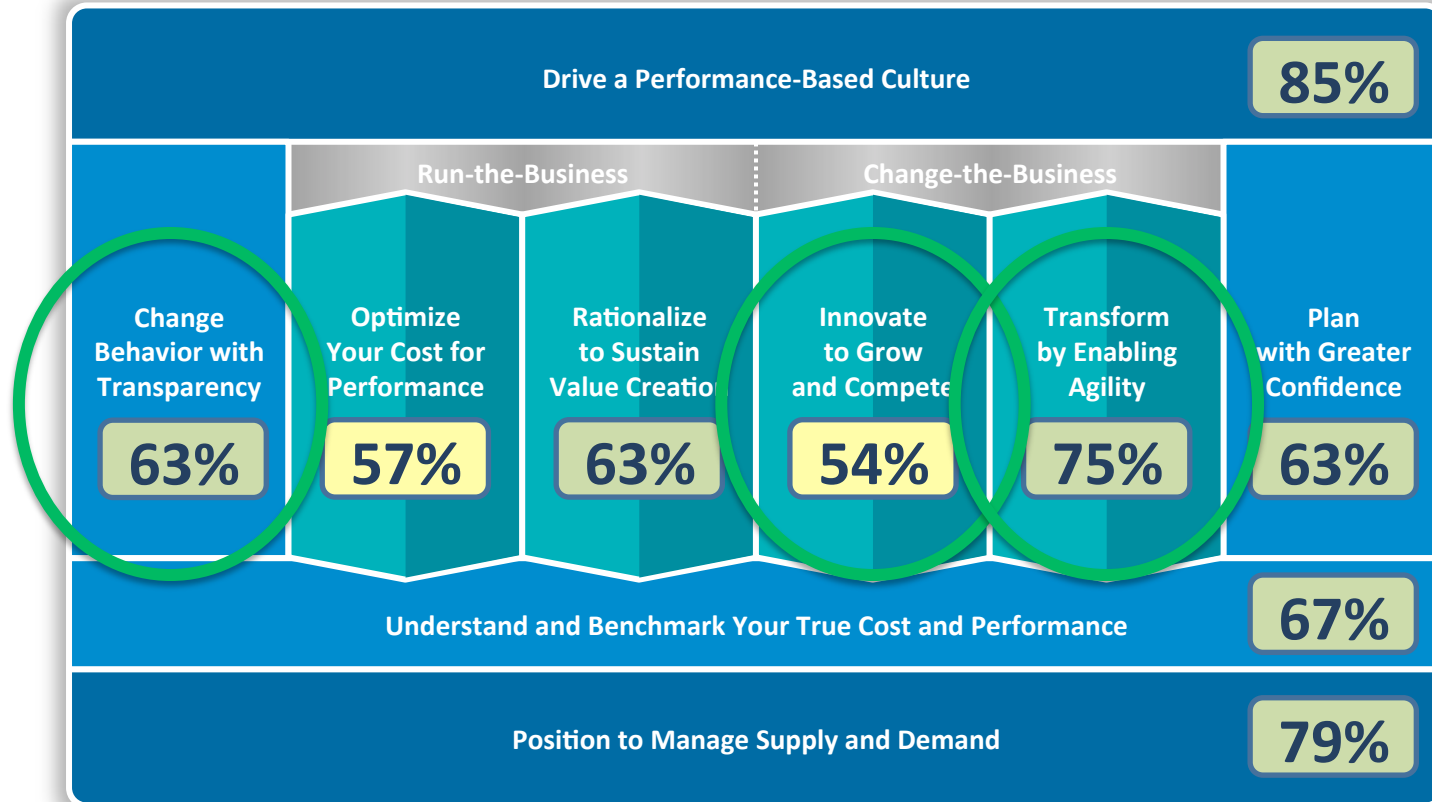 Drive a Performance-Based Culture
85%
Run-the-Business
Change-the-Business
Change
Behavior with
Transparency
63%
Optimize
Your Cost for
Performance
57%
Rationalize
to Sustain
Value Creation
63%
Innovate
to Grow
and Compete
54%
Transform
by Enabling
Agility
75%
Plan
with Greater
Confidence
63%
Understand and Benchmark Your True Cost and Performance
67%
Position to Manage Supply and Demand
79%